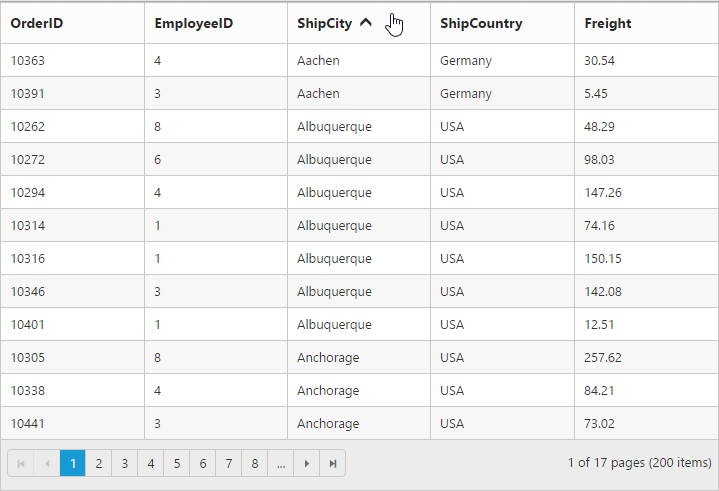 OrderID EmployeeID ShipCity ShipCountry Freight
10363 4 Aachen Germany 30.54
10391 3 Aachen Germany 5.45
10262 8 Albuquerque USA 48.29
10272 6 Albuquerque USA 98.03
10294 4 Albuquerque USA 147.26
10314 1 Albuquerque USA 74.16
10316 1 Albuquerque USA 150.15
10346 3 Albuquerque USA 142.08
10401 1 Albuquerque USA 12.51
10305 8 Anchorage USA 257.62
10338 4 Anchorage USA 84.21
10441 3 Anchorage USA 73.02
1 2 3 4 5 6 7 8 ... 1 of 17 pages (200 items)